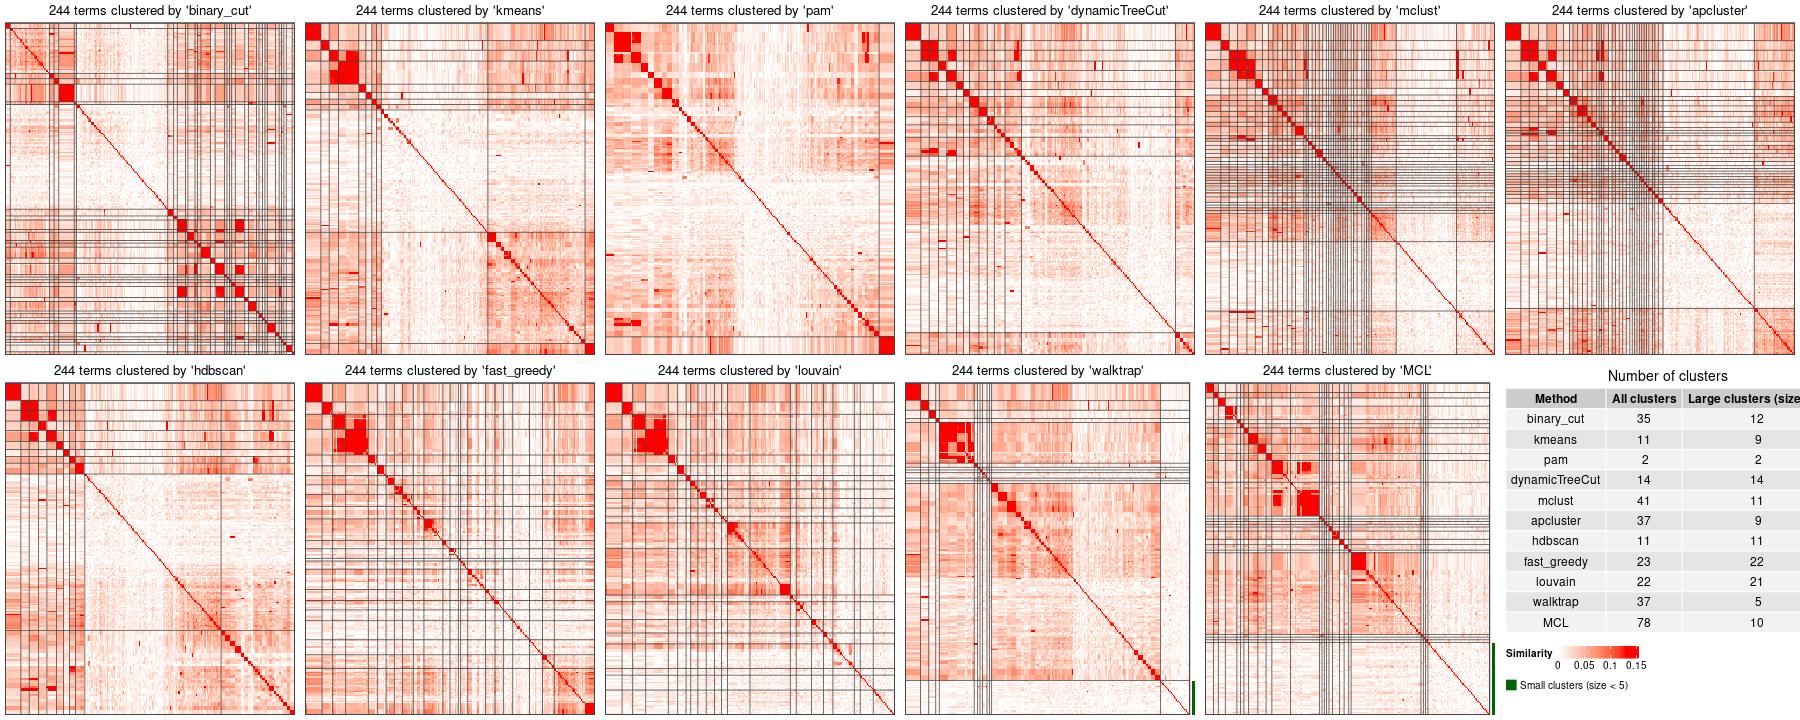 244 terms clustered by 'binary_cut'
244 terms clustered by 'kmeans'
244 terms clustered by 'pam'
244 terms clustered by 'dynamicTreeCut'
244 terms clustered by 'mclust'
244 terms clustered by 'apcluster'
244 terms clustered by 'hdbscan'
244 terms clustered by 'fast_greedy'
244 terms clustered by 'louvain'
244 terms clustered by 'walktrap'
244 terms clustered by 'MCL'
Number of clusters
Method All clusters Large clusters (size
binary_cut 35 12
kmeans 11 9
pam 2 2
dynamicTreeCut 14 14
mclust 41 11
apcluster 37 9
hdbscan 11 11
fast_greedy 23 22
louvain 22 21
walktrap 37 5
MCL 78 10
Similarity
0 0.05 0.1 0.15
Small clusters (size < 5)